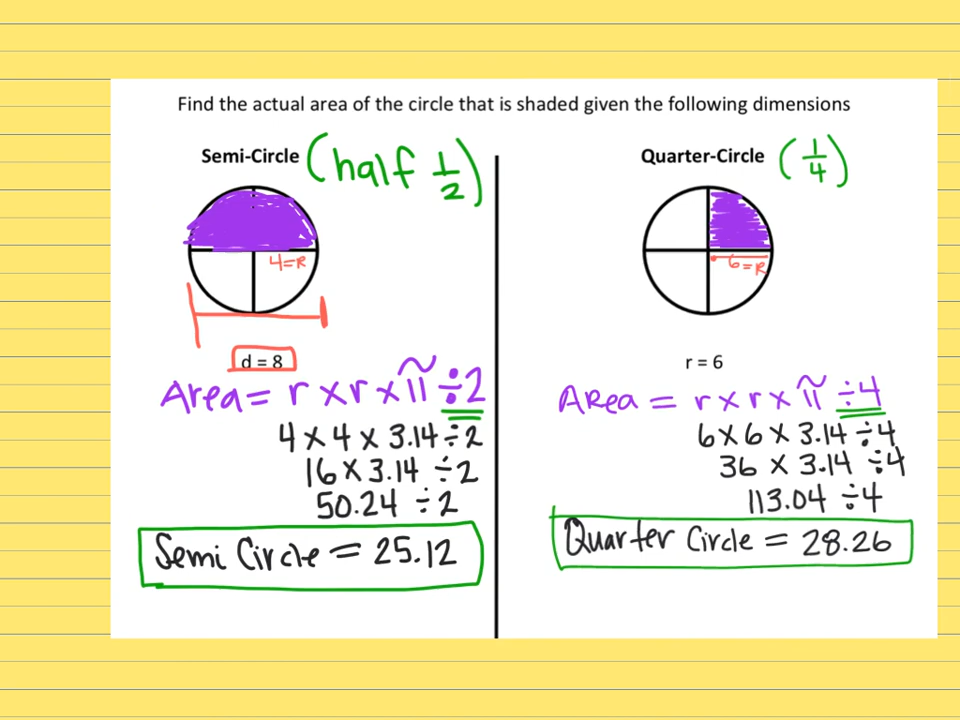 Find the actual area of the circle that is shaded given the following dimensions
Semi-Circle (half 1/2)
4=R
d = 8
Area = r x r x π ÷2
4 x 4 x 3.14 ÷2
16 x 3.14 ÷2
50.24 ÷2
Semi Circle = 25.12
Quarter-Circle (1/4)
6=R
r = 6
ARea = r x r x π ÷4
6 x 6 x 3.14 ÷4
36 x 3.14 ÷4
113.04 ÷4
Quarter Circle = 28.26